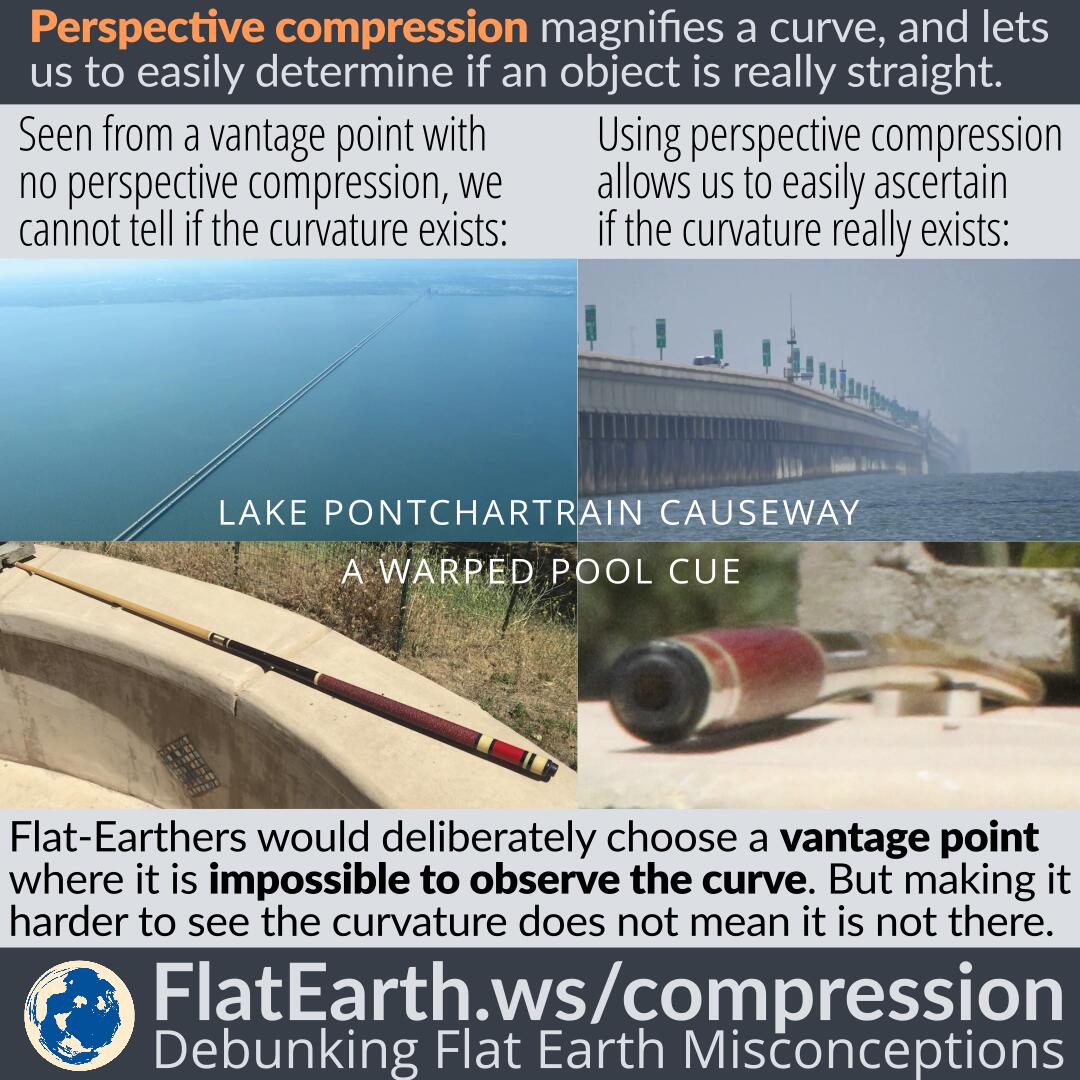 Perspective compression magnifies a curve, and lets
us to easily determine if an object is really straight.
Seen from a vantage point with
no perspective compression, we
cannot tell if the curvature exists:
Using perspective compression
allows us to easily ascertain
if the curvature really exists:
LAKE PONTCHARTRAIN CAUSEWAY
A WARPED POOL CUE
Flat-Earthers would deliberately choose a vantage point
where it is impossible to observe the curve. But making it
harder to see the curvature does not mean it is not there.
FlatEarth.ws/compression
Debunking Flat Earth Misconceptions